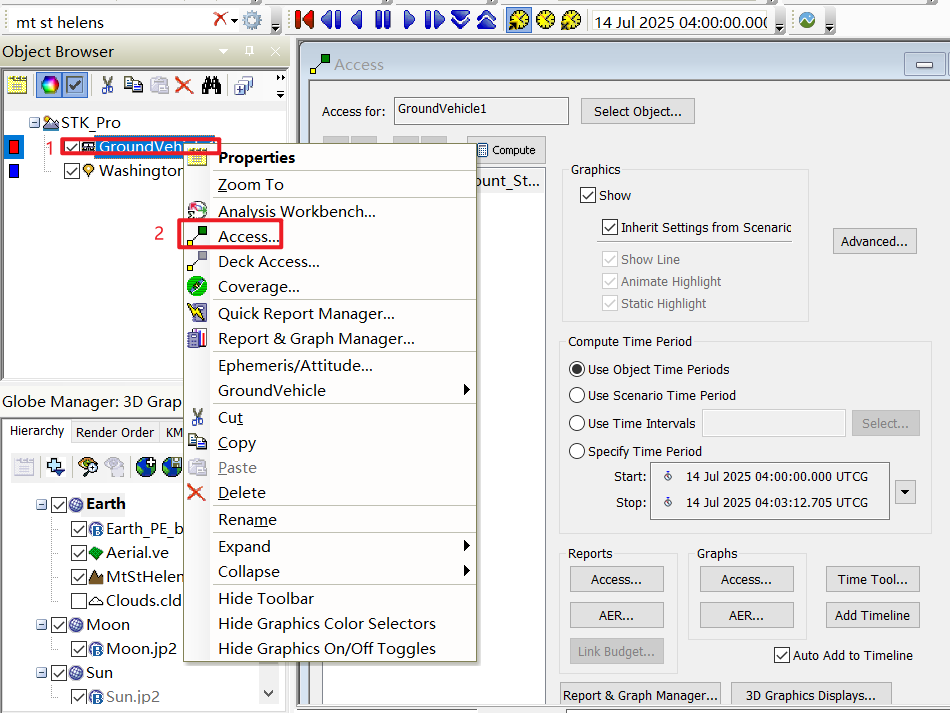 mt st helens
14 Jul 2025 04:00:00.000
Object Browser
STK_Pro
1
GroundVehicle1
Washington
2
Properties
Zoom To
Analysis Workbench...
Access...
Deck Access...
Coverage...
Quick Report Manager...
Report & Graph Manager...
Ephemeris/Attitude...
GroundVehicle
Cut
Copy
Paste
Delete
Rename
Expand
Collapse
Hide Toolbar
Hide Graphics Color Selectors
Hide Graphics On/Off Toggles
Globe Manager: 3D Grap
Hierarchy
Render Order
KM
Earth
Earth_PE_b
Aerial.ve
MtStHelen
Clouds.cld
Moon
Moon.jp2
Sun
Sun.jp2
Access
Access for:
GroundVehicle1
Select Object...
Compute
ount_St...
Graphics
Show
Inherit Settings from Scenario
Show Line
Animate Highlight
Static Highlight
Advanced...
Compute Time Period
Use Object Time Periods
Use Scenario Time Period
Use Time Intervals
Select...
Specify Time Period
Start:
14 Jul 2025 04:00:00.000 UTCG
Stop:
14 Jul 2025 04:03:12.705 UTCG
Reports
Access...
AER...
Link Budget...
Graphs
Access...
AER...
Time Tool...
Add Timeline
Auto Add to Timeline
Report & Graph Manager...
3D Graphics Displays...